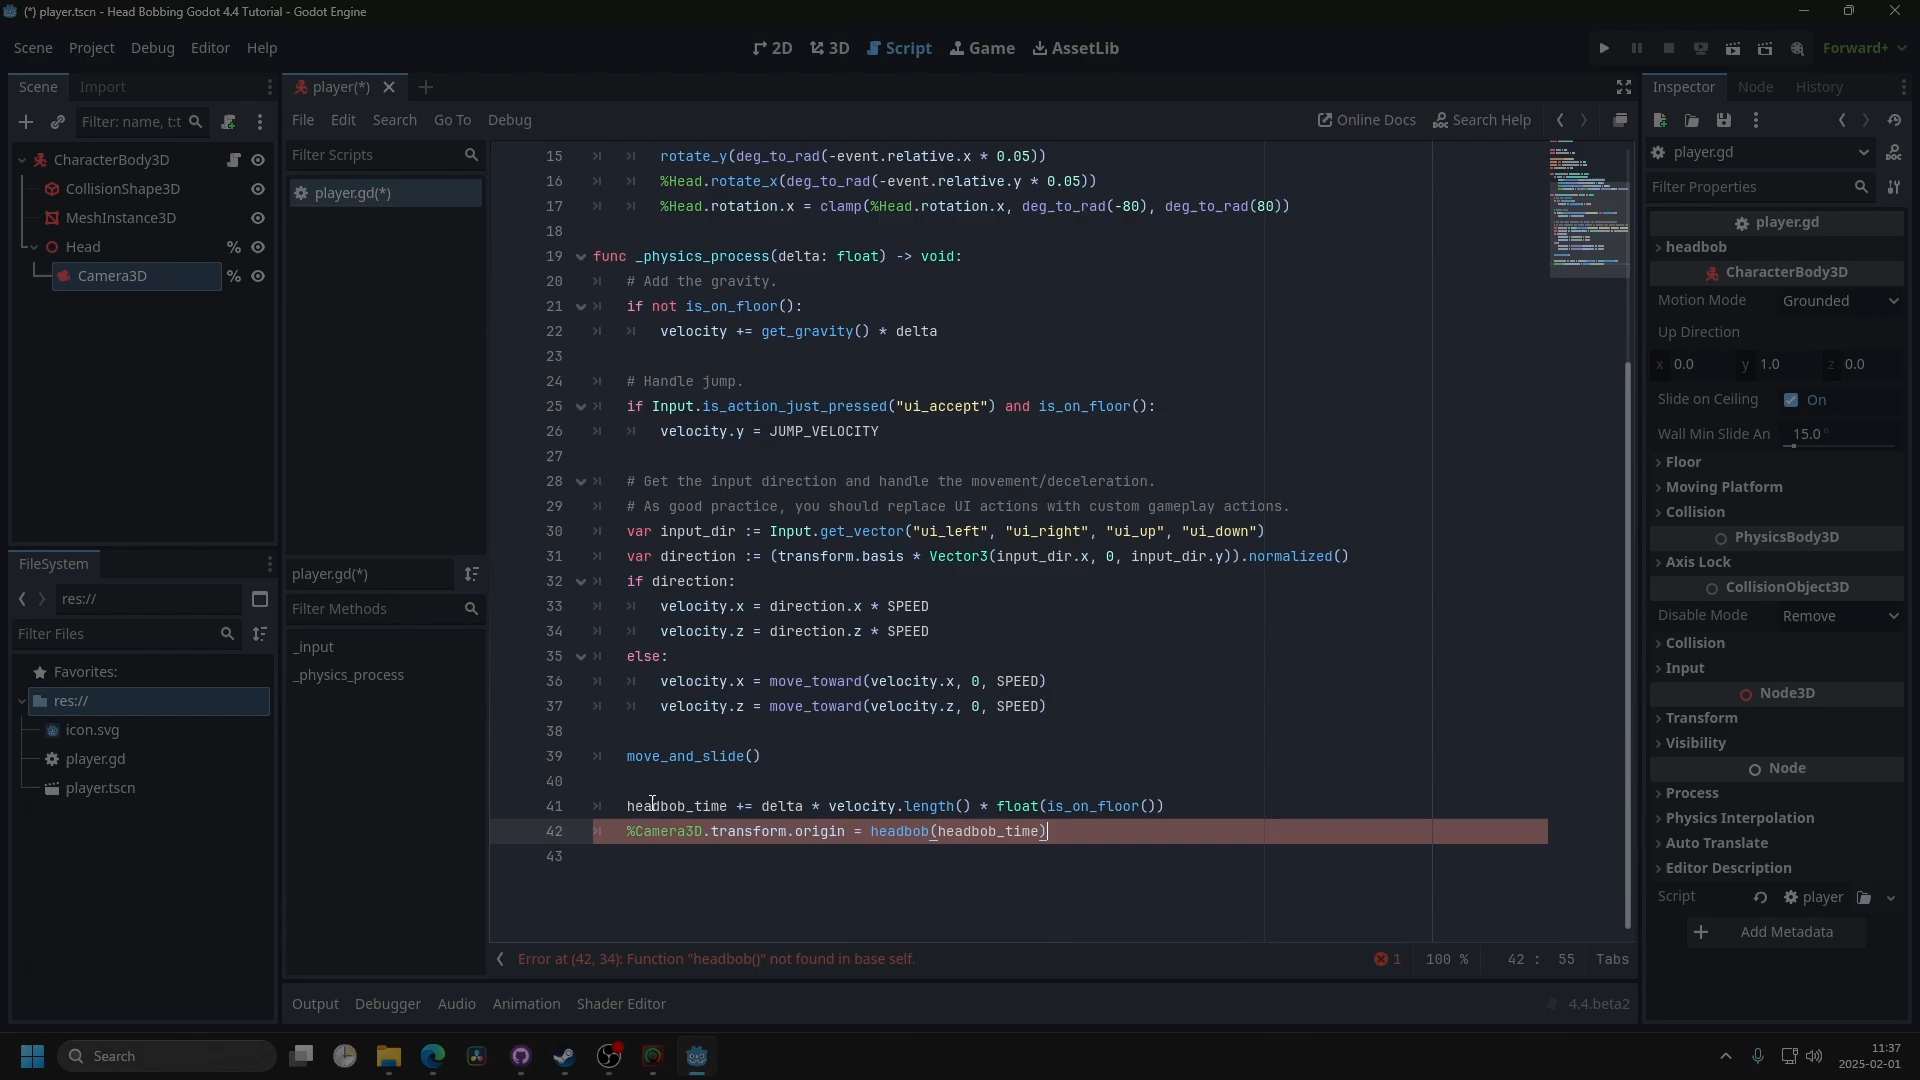 (*) player.tscn - Head Bobbing Godot 4.4 Tutorial - Godot Engine
Scene Project Debug Editor Help
2D 3D Script Game AssetLib
Forward+
Scene Import
Filter: name, t:t
CharacterBody3D
CollisionShape3D
MeshInstance3D
Head %
Camera3D %
FileSystem
res://
Filter Files
Favorites:
res://
icon.svg
player.gd
player.tscn
player(*)
File Edit Search Go To Debug
Online Docs Search Help
Filter Scripts
player.gd(*)
player.gd(*)
Filter Methods
_input
_physics_process
15 rotate_y(deg_to_rad(-event.relative.x * 0.05))
16 %Head.rotate_x(deg_to_rad(-event.relative.y * 0.05))
17 %Head.rotation.x = clamp(%Head.rotation.x, deg_to_rad(-80), deg_to_rad(80))
18
19 func _physics_process(delta: float) -> void:
20 # Add the gravity.
21 if not is_on_floor():
22 velocity += get_gravity() * delta
23
24 # Handle jump.
25 if Input.is_action_just_pressed("ui_accept") and is_on_floor():
26 velocity.y = JUMP_VELOCITY
27
28 # Get the input direction and handle the movement/deceleration.
29 # As good practice, you should replace UI actions with custom gameplay actions.
30 var input_dir := Input.get_vector("ui_left", "ui_right", "ui_up", "ui_down")
31 var direction := (transform.basis * Vector3(input_dir.x, 0, input_dir.y)).normalized()
32 if direction:
33 velocity.x = direction.x * SPEED
34 velocity.z = direction.z * SPEED
35 else:
36 velocity.x = move_toward(velocity.x, 0, SPEED)
37 velocity.z = move_toward(velocity.z, 0, SPEED)
38
39 move_and_slide()
40
41 headbob_time += delta * velocity.length() * float(is_on_floor())
42 %Camera3D.transform.origin = headbob(headbob_time)
43
Error at (42, 34): Function "headbob()" not found in base self.
1 100 % 42 : 55 Tabs
Output Debugger Audio Animation Shader Editor
4.4.beta2
Inspector Node History
player.gd
Filter Properties
player.gd
headbob
CharacterBody3D
Motion Mode Grounded
Up Direction
x 0.0 y 1.0 z 0.0
Slide on Ceiling On
Wall Min Slide An 15.0 °
Floor
Moving Platform
Collision
PhysicsBody3D
Axis Lock
CollisionObject3D
Disable Mode Remove
Collision
Input
Node3D
Transform
Visibility
Node
Process
Physics Interpolation
Auto Translate
Editor Description
Script player
Add Metadata
Search
11:37
2025-02-01